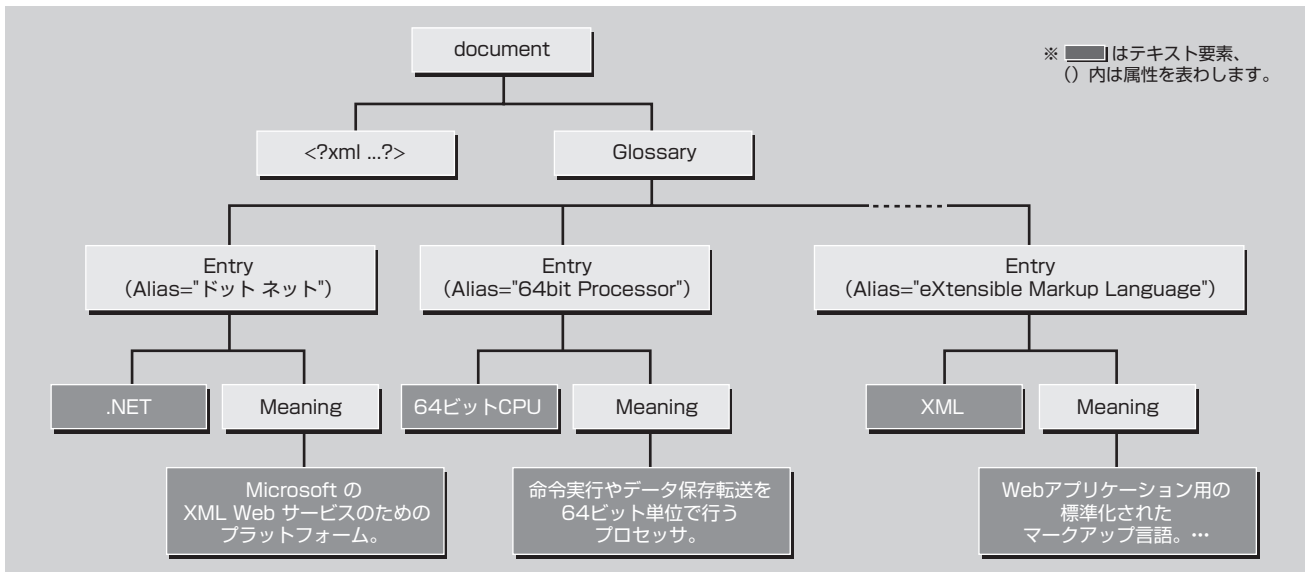 document
※ はテキスト要素、
（）内は属性を表わします。
<?xml ...?>
Glossary
Entry
（Alias="ドット ネット"）
Entry
（Alias="64bit Processor"）
Entry
（Alias="eXtensible Markup Language"）
.NET
Meaning
64ビットCPU
Meaning
XML
Meaning
Microsoft の
XML Web サービスのための
プラットフォーム。
命令実行やデータ保存転送を
64ビット単位で行う
プロセッサ。
Webアプリケーション用の
標準化された
マークアップ言語。…